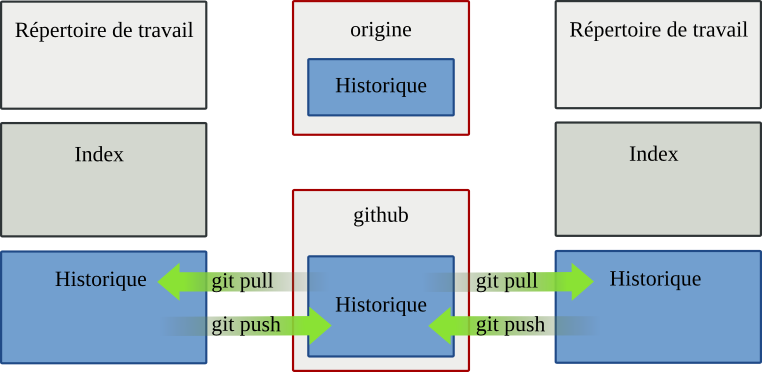 Répertoire de travail
origine
Répertoire de travail
Historique
Index
Index
github
Historique
git pull
git pull
Historique
Historique
git push
git push